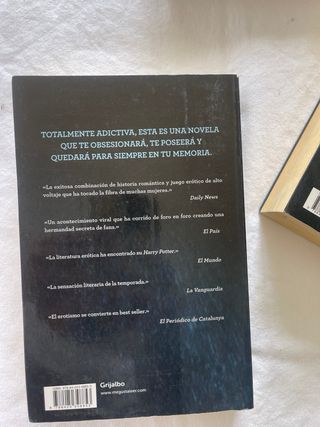 TOTALMENTE ADICTIVA, ESTA ES UNA NOVELA
QUE TE OBSESIONARÁ, TE POSEERÁ Y
QUEDARÁ PARA SIEMPRE EN TU MEMORIA.
«La exitosa combinación de historia romántica y juego erótico de alto
voltaje que ha tocado la fibra de muchas mujeres.»
Daily News
«Un acontecimiento viral que ha corrido de foro en foro creando una
hermandad secreta de fans.»
El País
«La literatura erótica ha encontrado su Harry Potter.»
El Mundo
«La sensación literaria de la temporada.»
La Vanguardia
«El erotismo se convierte en best seller.»
El Periódico de Catalunya
Grijalbo
www.megustaleer.com